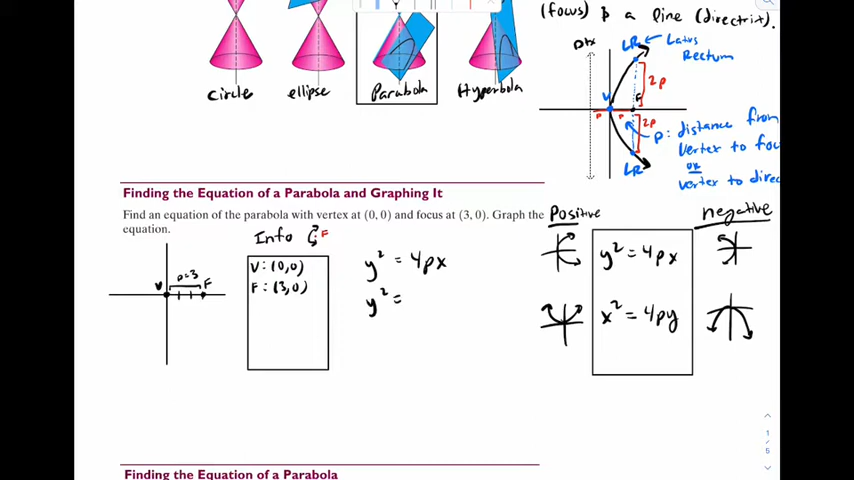 (focus) & a line (directrix).
circle
ellipse
Parabola
Hyperbola
Dtx
LR
Latus
Rectum
2p
V
F
P
P
2p
LR
p: distance from
vertex to
or
vertex to
Finding the Equation of a Parabola and Graphing It
Find an equation of the parabola with vertex at (0, 0) and focus at (3, 0). Graph the
equation.
Info
F
V: (0,0)
F: (3,0)
V
p=3
F
y² = 4px
y² =
Positive
negative
y² = 4px
x² = 4py
1
/
5
Finding the Equation of a Parabola